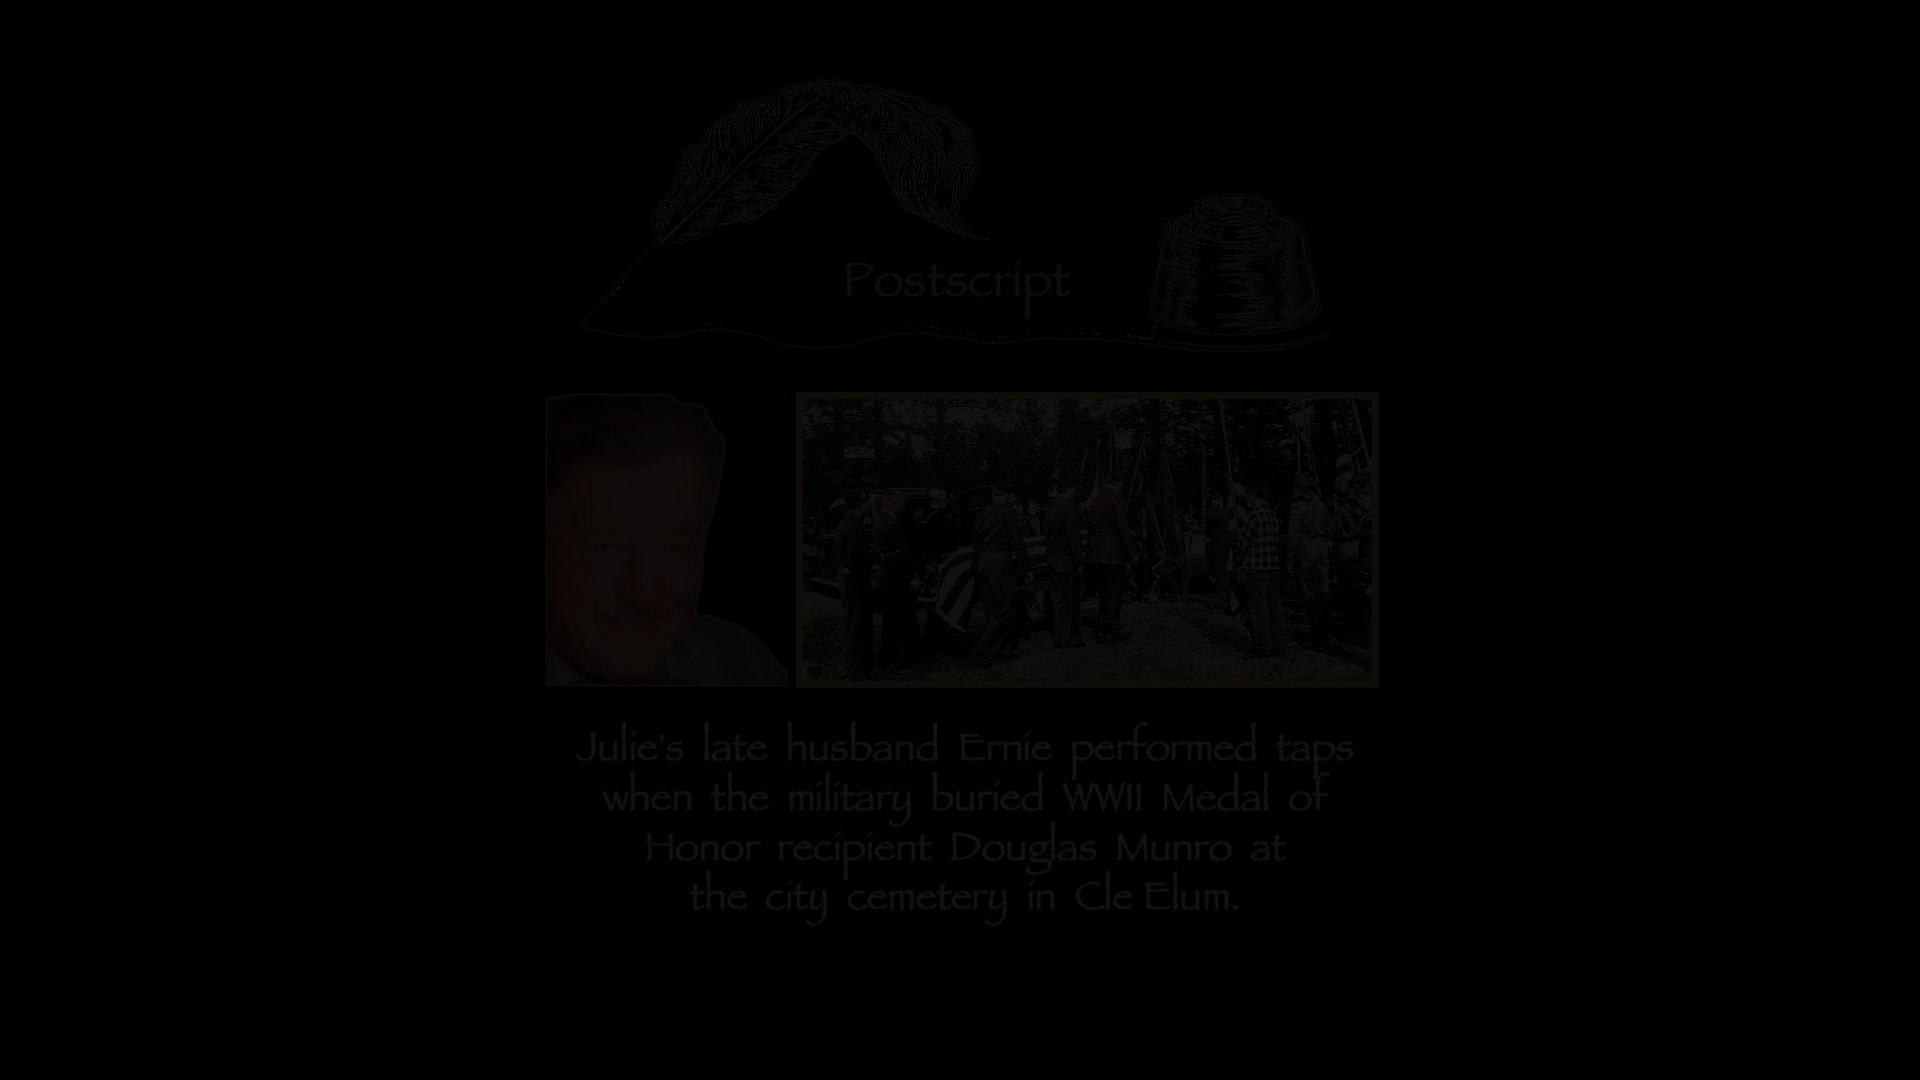 Postscript
Julie's late husband Ernie performed taps
when the military buried WWII Medal of
Honor recipient Douglas Munro at
the city cemetery in Cle Elum.